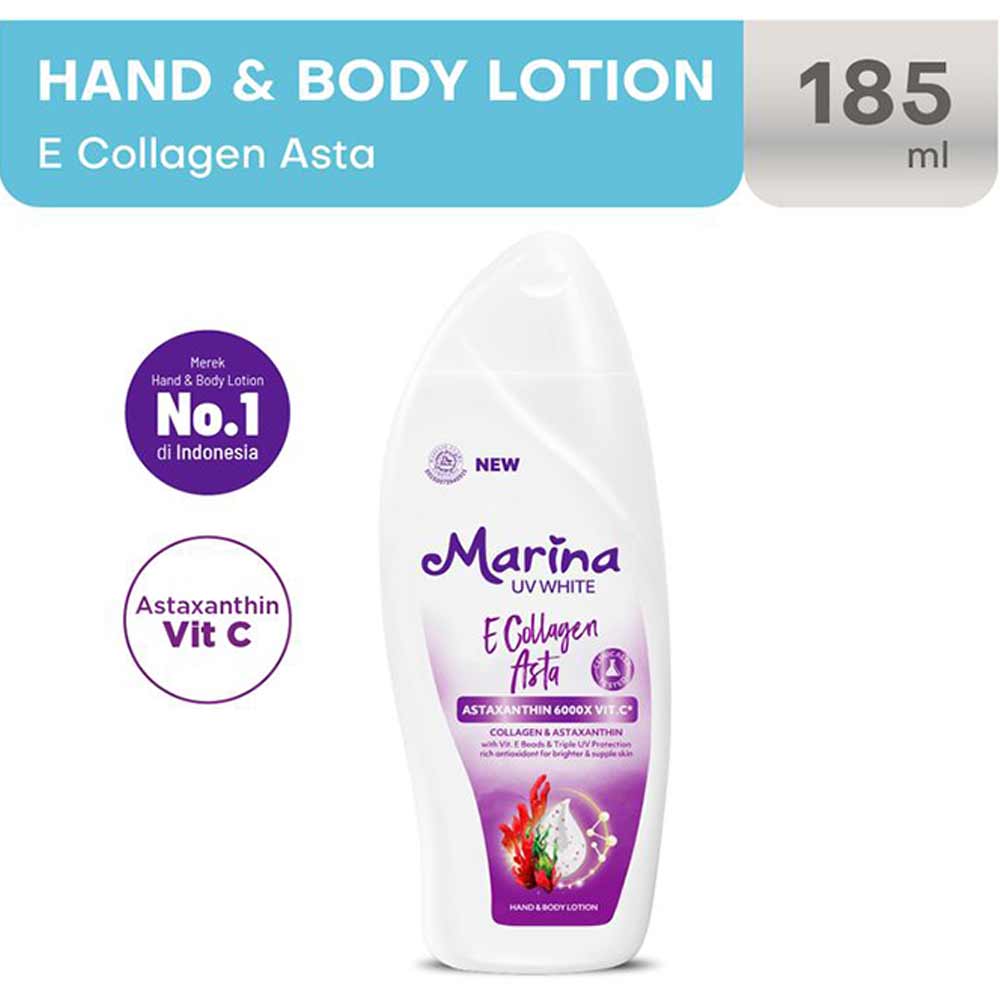 HAND & BODY LOTION
E Collagen Asta
185
ml
Merek
Hand & Body Lotion
No.1
di Indonesia
Astaxanthin
Vit C
NEW
Marina
UV WHITE
E Collagen
Asta
ASTAXANTHIN 6000X VIT.C*
COLLAGEN & ASTAXANTHIN
with Vit. E Beads & Triple UV Protection
rich antioxidant for brighter & supple skin
HAND & BODY LOTION